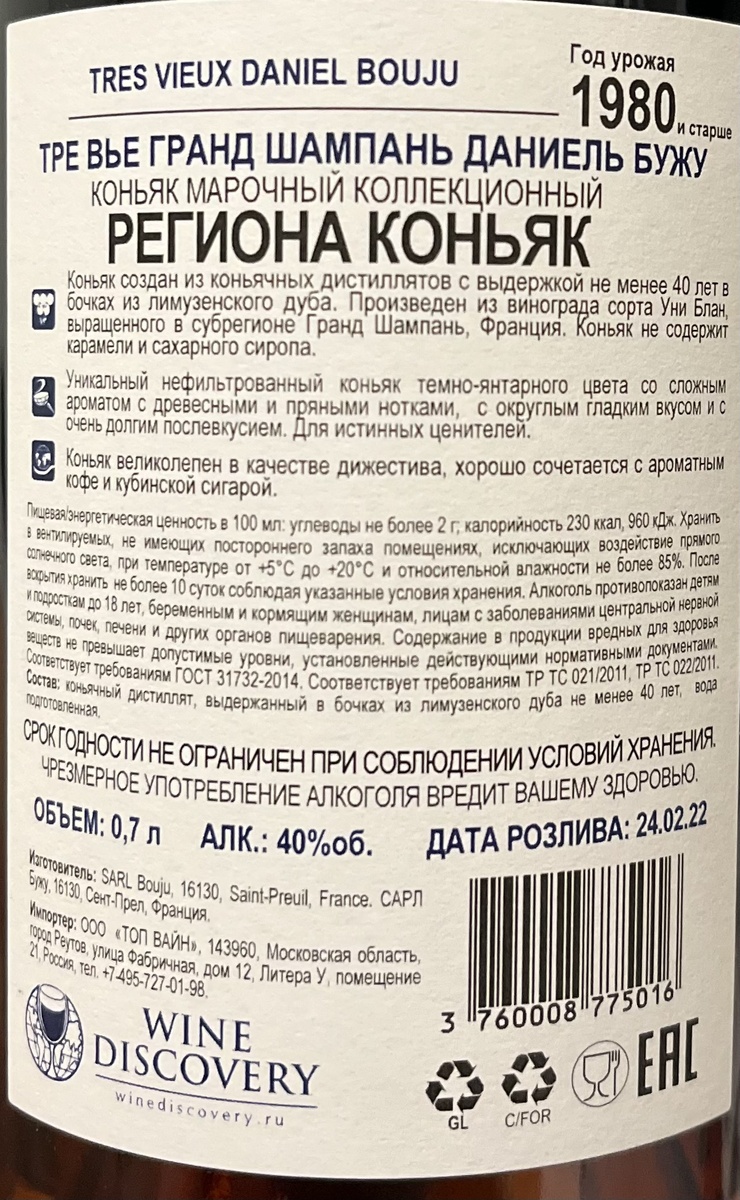 TRES VIEUX DANIEL BOUJU
Год урожая
1980 и старше
ТРЕ ВЬЕ ГРАНД ШАМПАНЬ ДАНИЕЛЬ БУЖУ
КОНЬЯК МАРОЧНЫЙ КОЛЛЕКЦИОННЫЙ
РЕГИОНА КОНЬЯК
Коньяк создан из коньячных дистиллятов с выдержкой не менее 40 лет в
бочках из лимузенского дуба. Произведен из винограда сорта Уни Блан,
выращенного в субрегионе Гранд Шампань, Франция. Коньяк не содержит
карамели и сахарного сиропа.
Уникальный нефильтрованный коньяк темно-янтарного цвета со сложным
ароматом с древесными и пряными нотками, с округлым гладким вкусом и с
очень долгим послевкусием. Для истинных ценителей.
Коньяк великолепен в качестве дижестива, хорошо сочетается с ароматным
кофе и кубинской сигарой.
Пищевая/энергетическая ценность в 100 мл: углеводы не более 2 г; калорийность 230 ккал, 960 кДж. Хранить
в вентилируемых, не имеющих постороннего запаха помещениях, исключающих воздействие прямого
солнечного света, при температуре от +5°С до +20°С и относительной влажности не более 85%. После
вскрытия хранить не более 10 суток соблюдая указанные условия хранения. Алкоголь противопоказан детям
и подросткам до 18 лет, беременным и кормящим женщинам, лицам с заболеваниями центральной нервной
системы, почек, печени и других органов пищеварения. Содержание в продукции вредных для здоровья
веществ не превышает допустимые уровни, установленные действующими нормативными документами.
Соответствует требованиям ГОСТ 31732-2014. Соответствует требованиям ТР ТС 021/2011, ТР ТС 022/2011.
Состав: коньячный дистиллят, выдержанный в бочках из лимузенского дуба не менее 40 лет, вода
подготовленная.
СРОК ГОДНОСТИ НЕ ОГРАНИЧЕН ПРИ СОБЛЮДЕНИИ УСЛОВИЙ ХРАНЕНИЯ.
ЧРЕЗМЕРНОЕ УПОТРЕБЛЕНИЕ АЛКОГОЛЯ ВРЕДИТ ВАШЕМУ ЗДОРОВЬЮ.
ОБЪЕМ: 0,7 л АЛК.: 40%об. ДАТА РОЗЛИВА: 24.02.22
Изготовитель: SARL Bouju, 16130, Saint-Preuil, France. САРЛ
Бужу, 16130, Сент-Прел, Франция.
Импортер: ООО «ТОП ВАЙН», 143960, Московская область,
город Реутов, улица Фабричная, дом 12, Литера У, помещение
21, Россия, тел. +7-495-727-01-98.
3 760008 775016
WINE
DISCOVERY
winediscovery.ru
GL
C/FOR
EAC